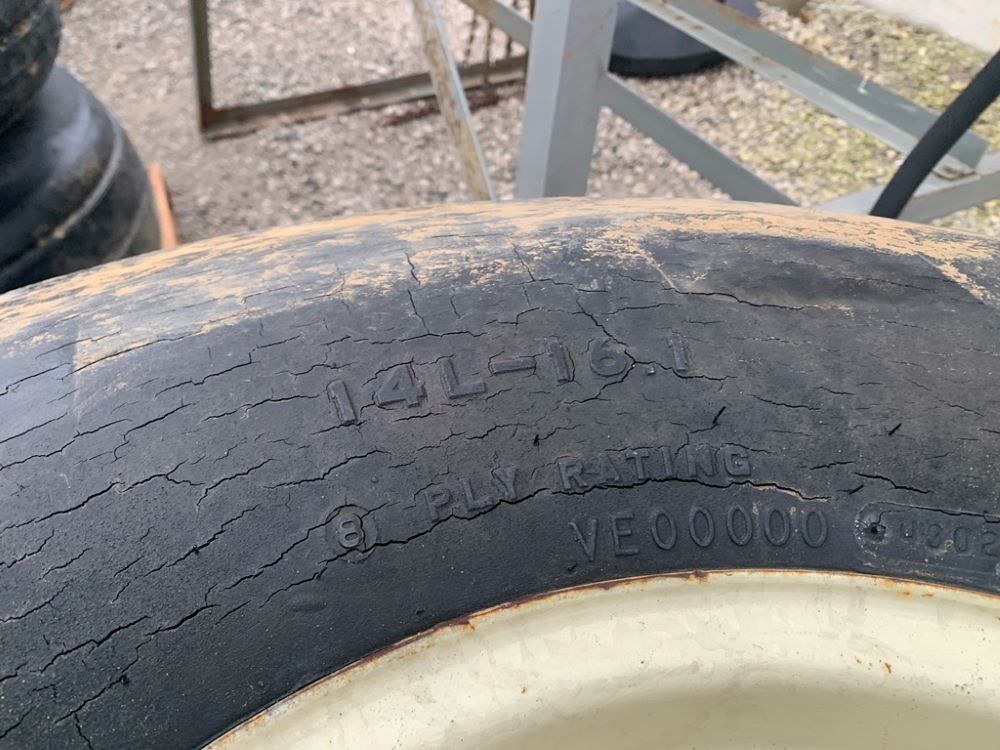 14L-16.1
8 PLY RATING
VE00000